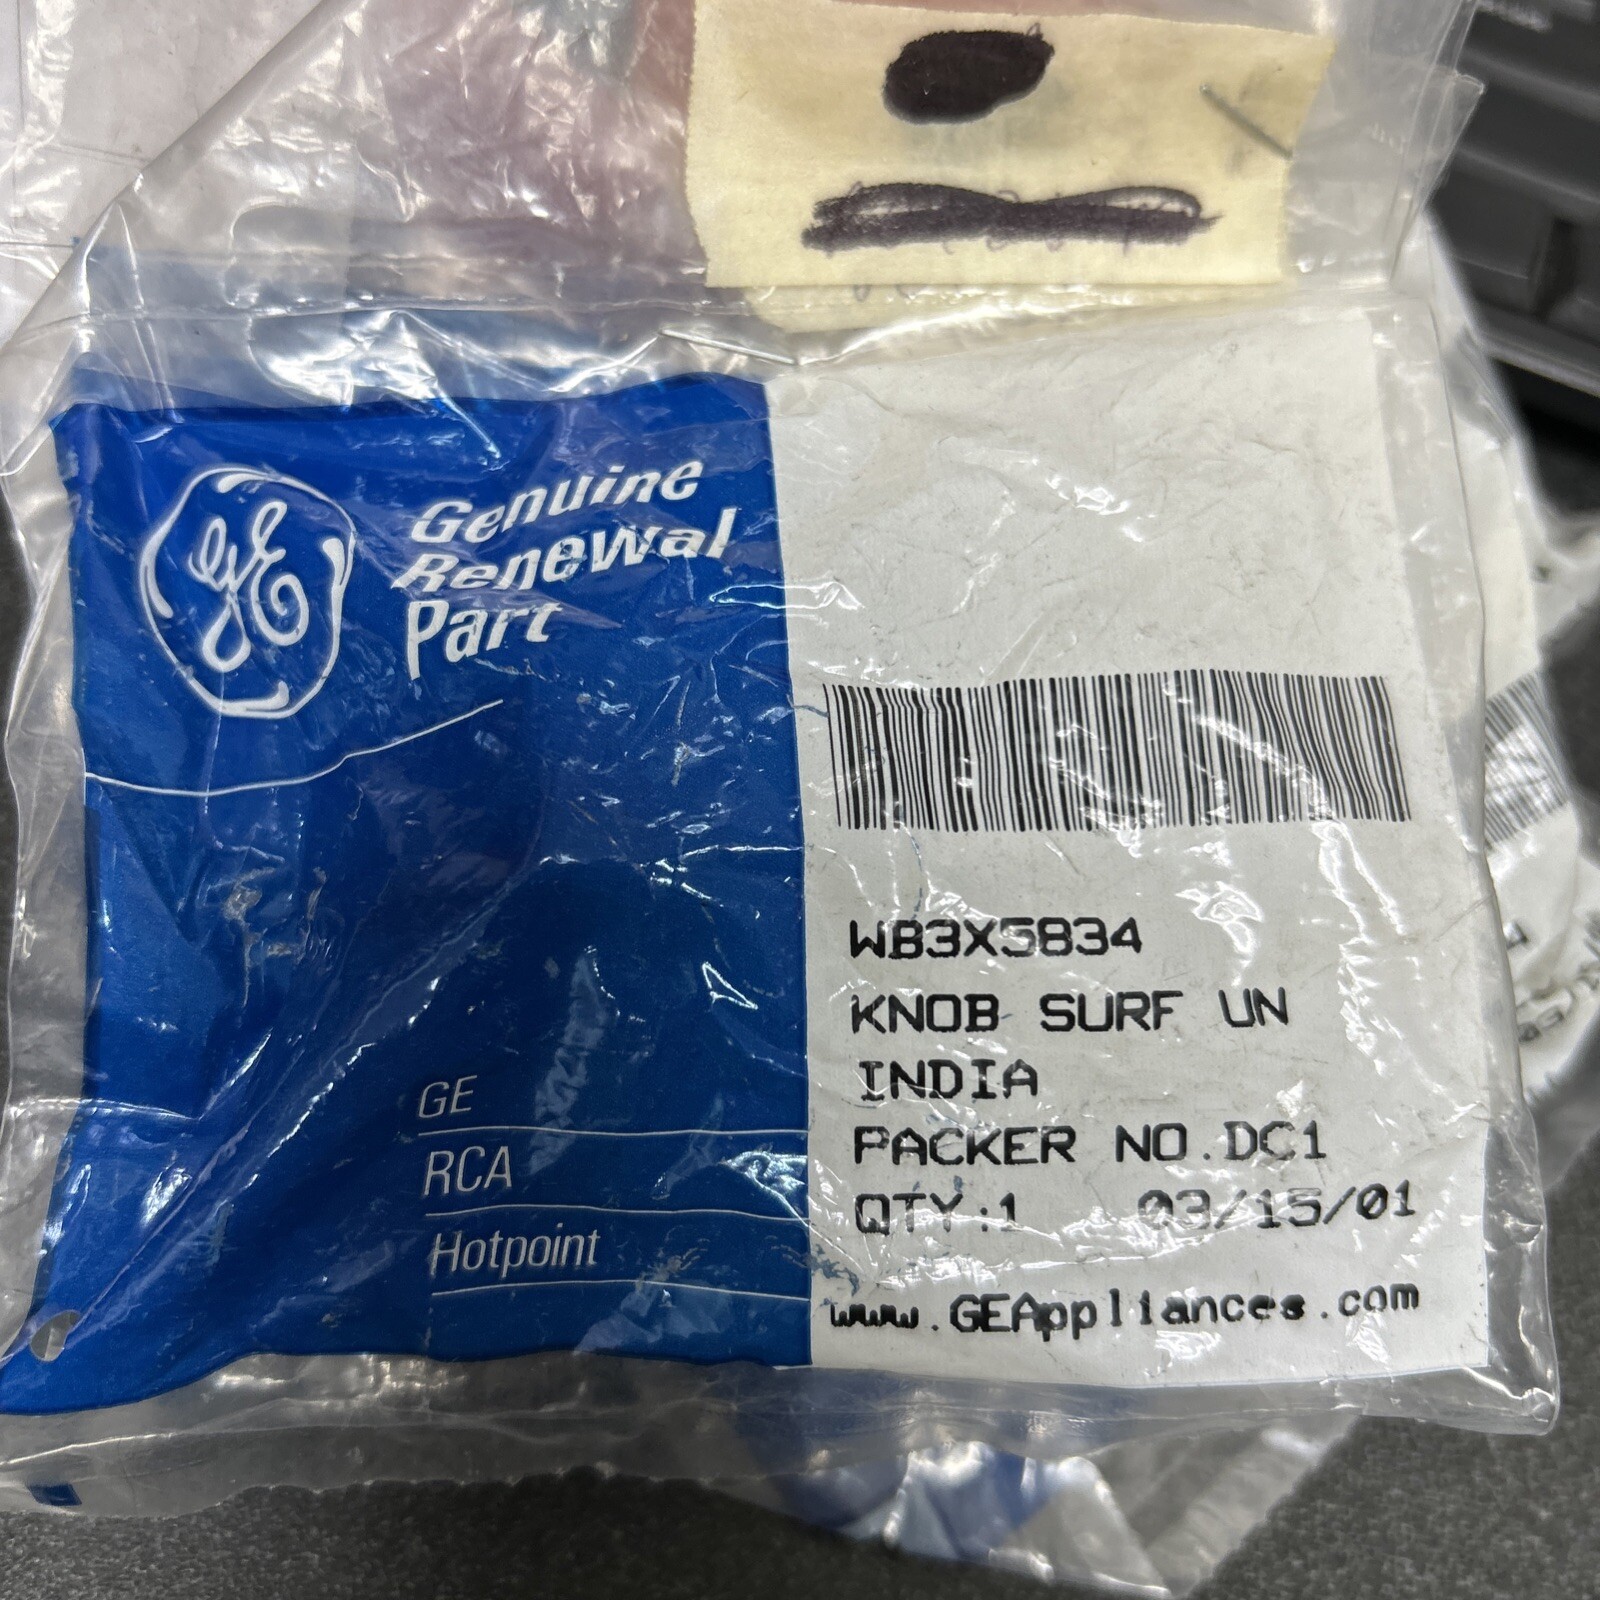 GE
Genuine
Renewal
Part
GE
RCA
Hotpoint
WB3X5834
KNOB SURF UN
INDIA
PACKER NO.DC1
QTY:1 03/15/01
www.GEAppliances.com